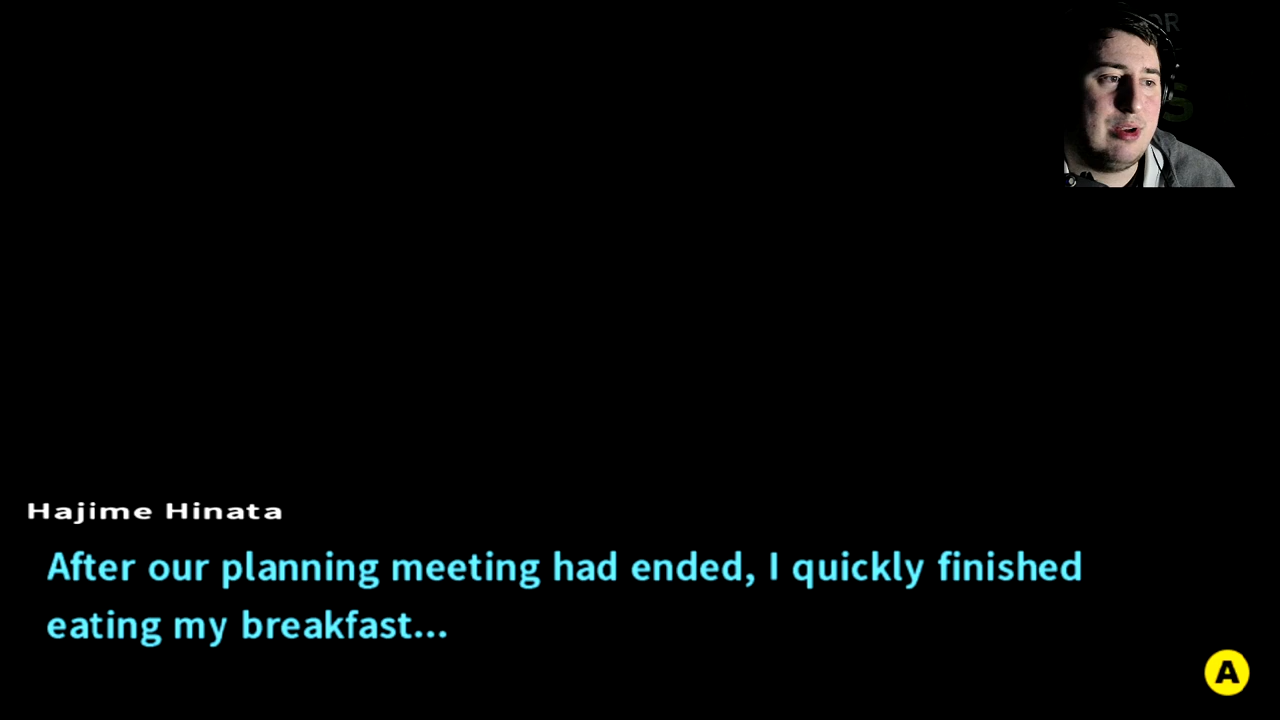 Hajime Hinata
After our planning meeting had ended, I quickly finished
eating my breakfast...
A